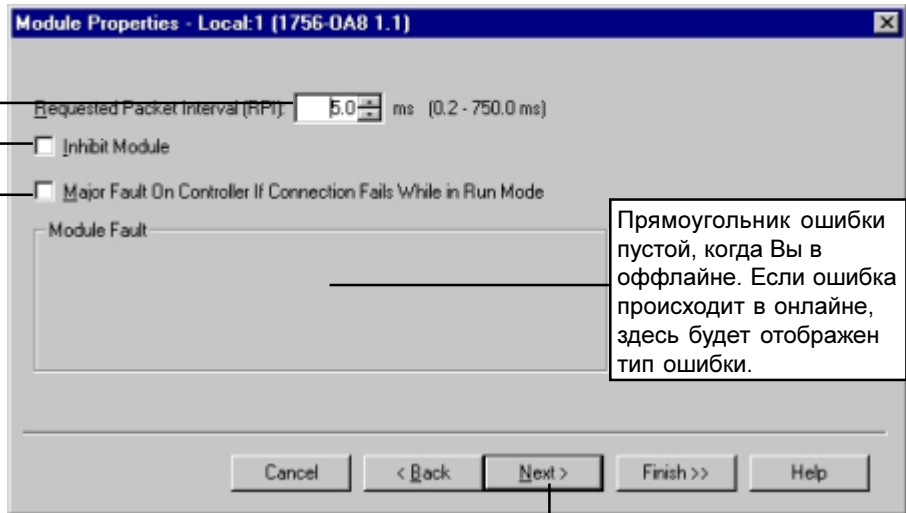 Module Properties - Local:1 (1756-OA8 1.1)
Requested Packet Interval (RPI): 5.0 ms (0.2 - 750.0 ms)
Inhibit Module
Major Fault On Controller If Connection Fails While in Run Mode
Module Fault
Прямоугольник ошибки
пустой, когда Вы в
оффлайне. Если ошибка
происходит в онлайне,
здесь будет отображен
тип ошибки.
Cancel
< Back
Next >
Finish >>
Help